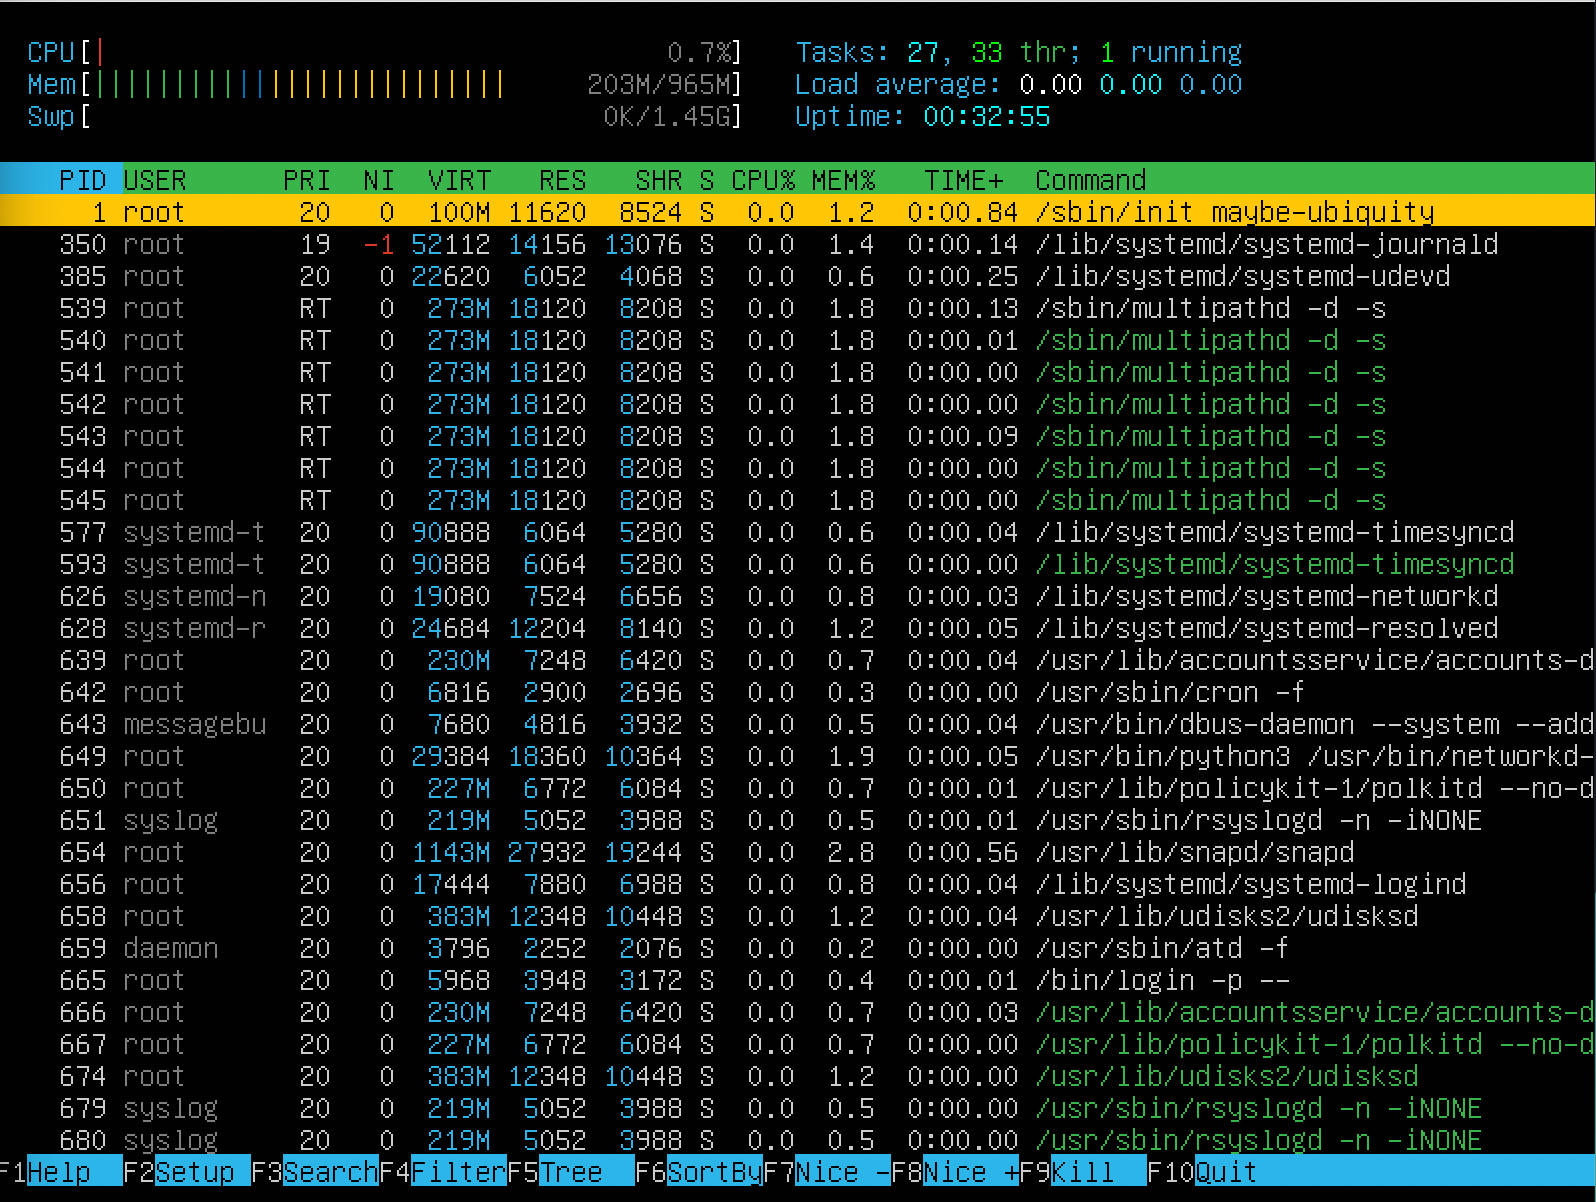 CPU[| 0.7%] Tasks: 27, 33 thr; 1 running
Mem[|||||||||||||||||||||||||| 203M/965M] Load average: 0.00 0.00 0.00
Swp[ 0K/1.45G] Uptime: 00:32:55
PID USER PRI NI VIRT RES SHR S CPU% MEM% TIME+ Command
1 root 20 0 100M 11620 8524 S 0.0 1.2 0:00.84 /sbin/init maybe-ubiquity
350 root 19 -1 52112 14156 13076 S 0.0 1.4 0:00.14 /lib/systemd/systemd-journald
385 root 20 0 22620 6052 4068 S 0.0 0.6 0:00.25 /lib/systemd/systemd-udevd
539 root RT 0 273M 18120 8208 S 0.0 1.8 0:00.13 /sbin/multipathd -d -s
540 root RT 0 273M 18120 8208 S 0.0 1.8 0:00.01 /sbin/multipathd -d -s
541 root RT 0 273M 18120 8208 S 0.0 1.8 0:00.00 /sbin/multipathd -d -s
542 root RT 0 273M 18120 8208 S 0.0 1.8 0:00.00 /sbin/multipathd -d -s
543 root RT 0 273M 18120 8208 S 0.0 1.8 0:00.09 /sbin/multipathd -d -s
544 root RT 0 273M 18120 8208 S 0.0 1.8 0:00.00 /sbin/multipathd -d -s
545 root RT 0 273M 18120 8208 S 0.0 1.8 0:00.00 /sbin/multipathd -d -s
577 systemd-t 20 0 90888 6064 5280 S 0.0 0.6 0:00.04 /lib/systemd/systemd-timesyncd
593 systemd-t 20 0 90888 6064 5280 S 0.0 0.6 0:00.00 /lib/systemd/systemd-timesyncd
626 systemd-n 20 0 19080 7524 6656 S 0.0 0.8 0:00.03 /lib/systemd/systemd-networkd
628 systemd-r 20 0 24684 12204 8140 S 0.0 1.2 0:00.05 /lib/systemd/systemd-resolved
639 root 20 0 230M 7248 6420 S 0.0 0.7 0:00.04 /usr/lib/accountsservice/accounts-d
642 root 20 0 6816 2900 2696 S 0.0 0.3 0:00.00 /usr/sbin/cron -f
643 messagebu 20 0 7680 4816 3932 S 0.0 0.5 0:00.04 /usr/bin/dbus-daemon --system --add
649 root 20 0 29384 18360 10364 S 0.0 1.9 0:00.05 /usr/bin/python3 /usr/bin/networkd-
650 root 20 0 227M 6772 6084 S 0.0 0.7 0:00.01 /usr/lib/policykit-1/polkitd --no-d
651 syslog 20 0 219M 5052 3988 S 0.0 0.5 0:00.01 /usr/sbin/rsyslogd -n -iNONE
654 root 20 0 1143M 27932 19244 S 0.0 2.8 0:00.56 /usr/lib/snapd/snapd
656 root 20 0 17444 7880 6988 S 0.0 0.8 0:00.04 /lib/systemd/systemd-logind
658 root 20 0 383M 12348 10448 S 0.0 1.2 0:00.04 /usr/lib/udisks2/udisksd
659 daemon 20 0 3796 2252 2076 S 0.0 0.2 0:00.00 /usr/sbin/atd -f
665 root 20 0 5968 3948 3172 S 0.0 0.4 0:00.01 /bin/login -p --
666 root 20 0 230M 7248 6420 S 0.0 0.7 0:00.03 /usr/lib/accountsservice/accounts-d
667 root 20 0 227M 6772 6084 S 0.0 0.7 0:00.00 /usr/lib/policykit-1/polkitd --no-d
674 root 20 0 383M 12348 10448 S 0.0 1.2 0:00.00 /usr/lib/udisks2/udisksd
679 syslog 20 0 219M 5052 3988 S 0.0 0.5 0:00.00 /usr/sbin/rsyslogd -n -iNONE
680 syslog 20 0 219M 5052 3988 S 0.0 0.5 0:00.00 /usr/sbin/rsyslogd -n -iNONE
F1Help F2Setup F3SearchF4FilterF5Tree F6SortByF7Nice -F8Nice +F9Kill F10Quit